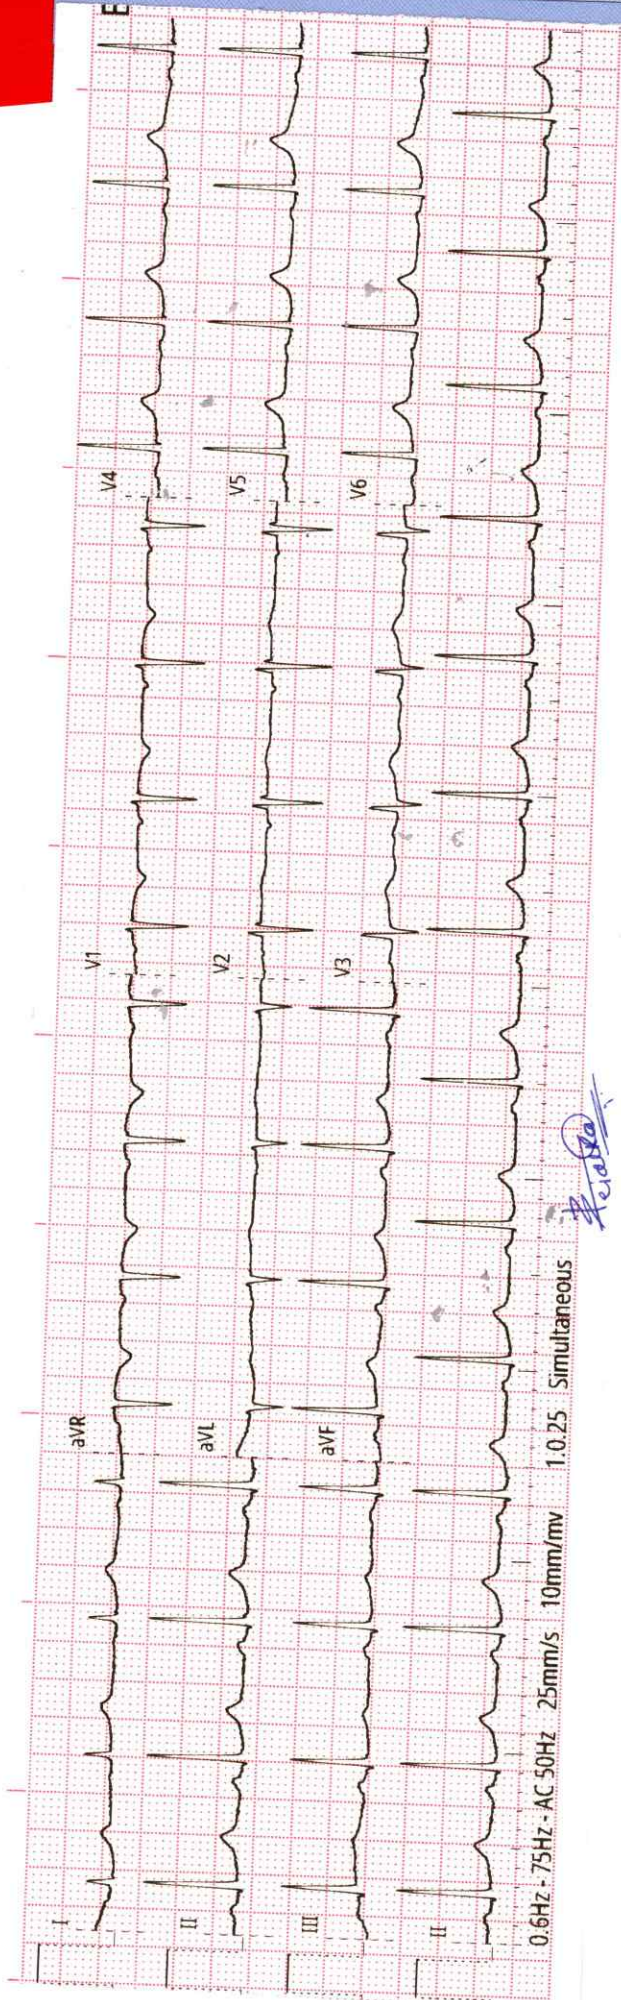 I
aVR
V1
V4
II
aVL
V2
V5
III
aVF
V3
V6
II
0.6Hz - 75Hz - AC 50Hz 25mm/s 10mm/mv 1.0.25 Simultaneous